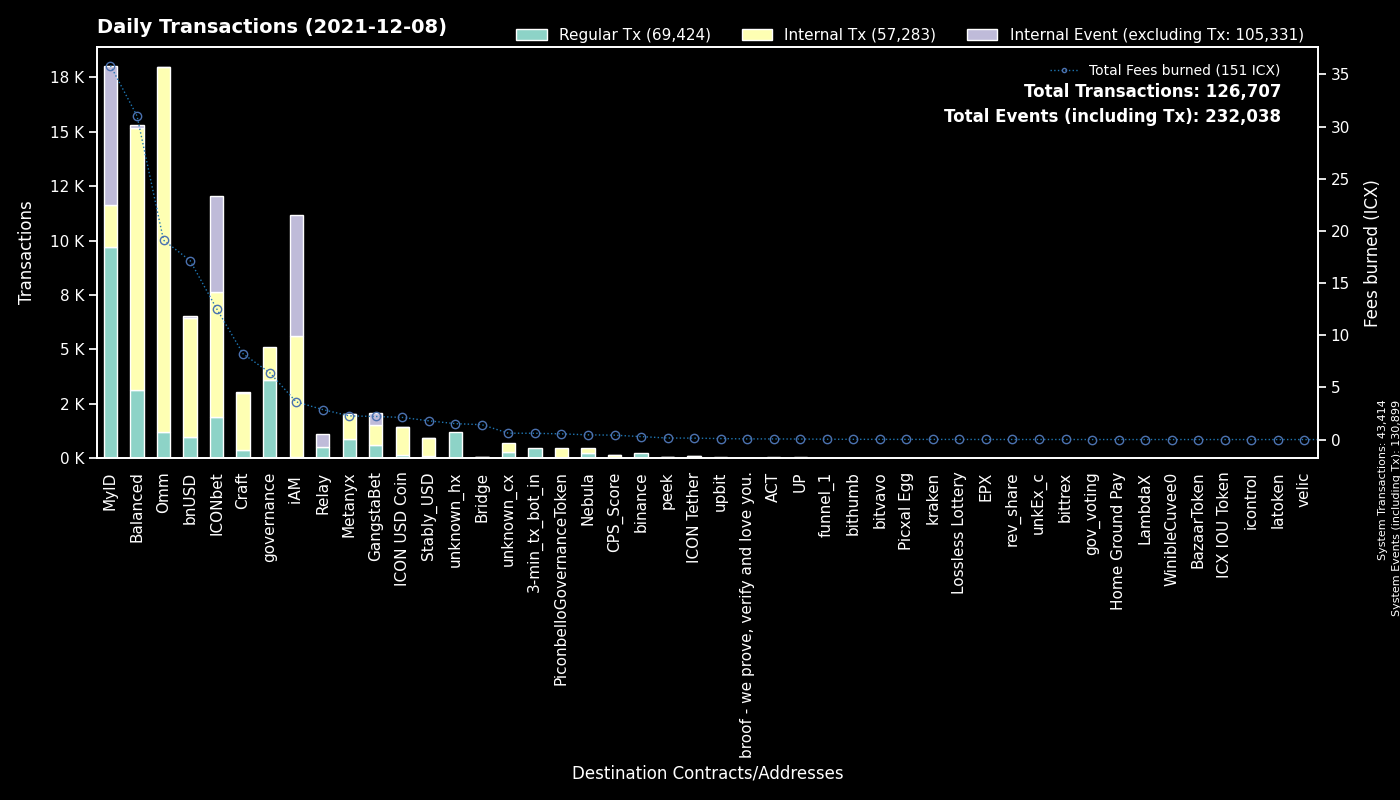 Daily Transactions (2021-12-08)
Regular Tx (69,424)
Internal Tx (57,283)
Internal Event (excluding Tx: 105,331)
Total Fees burned (151 ICX)
Total Transactions: 126,707
Total Events (including Tx): 232,038
Transactions
18 K
15 K
12 K
10 K
8 K
5 K
2 K
0 K
35
30
25
20
15
10
5
0
Fees burned (ICX)
System Transactions: 43,414
System Events (including Tx): 130,899
MyID
Balanced
Omm
bnUSD
ICONbet
Craft
governance
iAM
Relay
Metanyx
GangstaBet
ICON USD Coin
Stably_USD
unknown_hx
Bridge
unknown_cx
3-min_tx_bot_in
PiconbelloGovernanceToken
Nebula
CPS_Score
binance
peek
ICON Tether
upbit
broof - we prove, verify and love you.
ACT
UP
funnel_1
bithumb
bitvavo
Picxal Egg
kraken
Lossless Lottery
EPX
rev_share
unkEx_c
bittrex
gov_voting
Home Ground Pay
LambdaX
WinibleCuvee0
BazaarToken
ICX IOU Token
icontrol
latoken
velic
Destination Contracts/Addresses